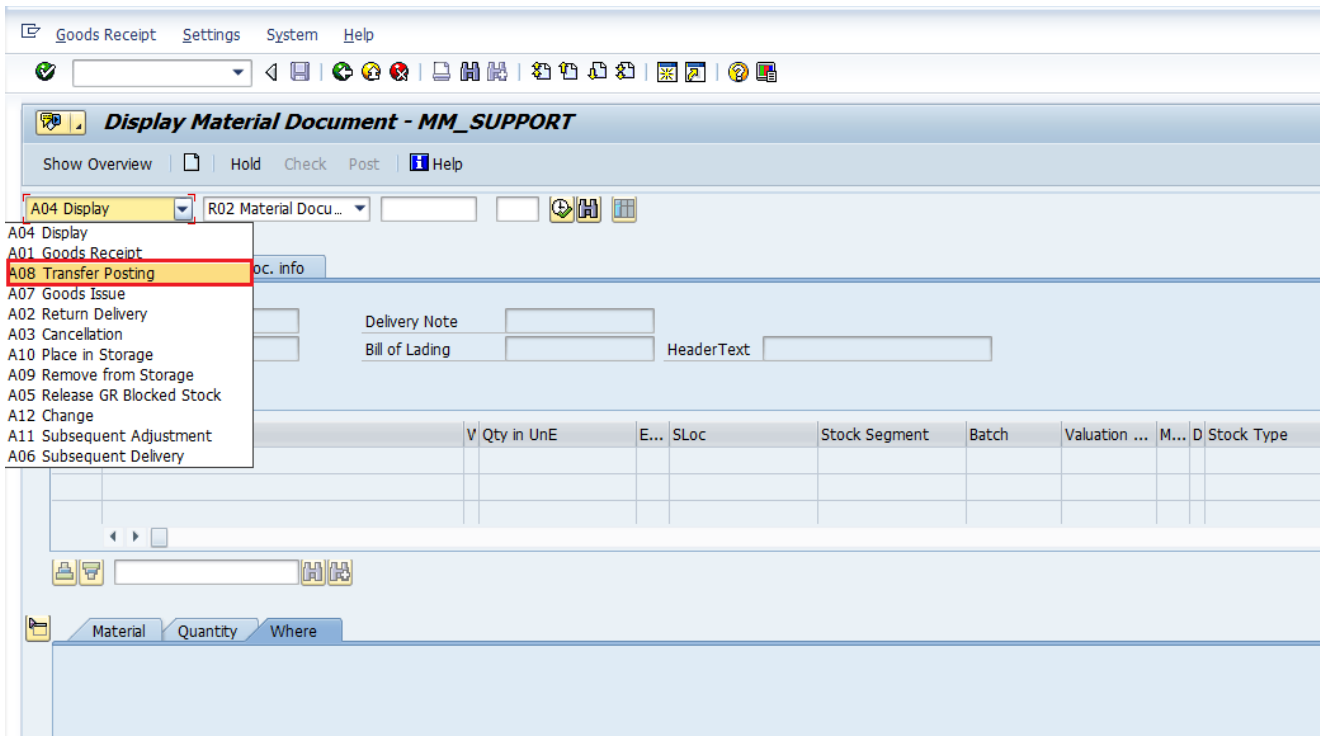 Goods Receipt Settings System Help
Display Material Document - MM_SUPPORT
Show Overview Hold Check Post Help
A04 Display R02 Material Docu...
A04 Display
A01 Goods Receipt
A08 Transfer Posting
oc. info
A07 Goods Issue
A02 Return Delivery
Delivery Note
A03 Cancellation
A10 Place in Storage
Bill of Lading HeaderText
A09 Remove from Storage
A05 Release GR Blocked Stock
A12 Change
A11 Subsequent Adjustment
V Qty in UnE E... SLoc Stock Segment Batch Valuation ... M... D Stock Type
A06 Subsequent Delivery
Material Quantity Where